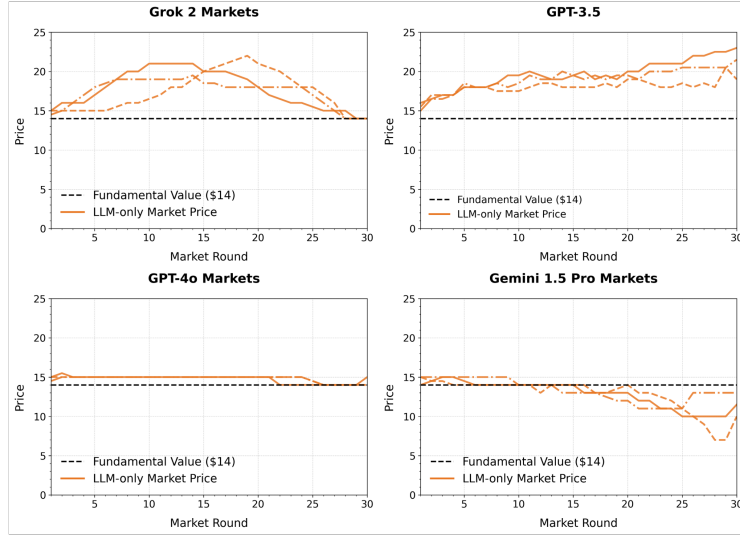 Grok 2 Markets
25
20
15
10
5
0
Price
5
10
15
20
25
30
Market Round
Fundamental Value ($14)
LLM-only Market Price
GPT-3.5
25
20
15
10
5
0
Price
5
10
15
20
25
30
Market Round
Fundamental Value ($14)
LLM-only Market Price
GPT-4o Markets
25
20
15
10
5
0
Price
5
10
15
20
25
30
Market Round
Fundamental Value ($14)
LLM-only Market Price
Gemini 1.5 Pro Markets
25
20
15
10
5
0
Price
5
10
15
20
25
30
Market Round
Fundamental Value ($14)
LLM-only Market Price